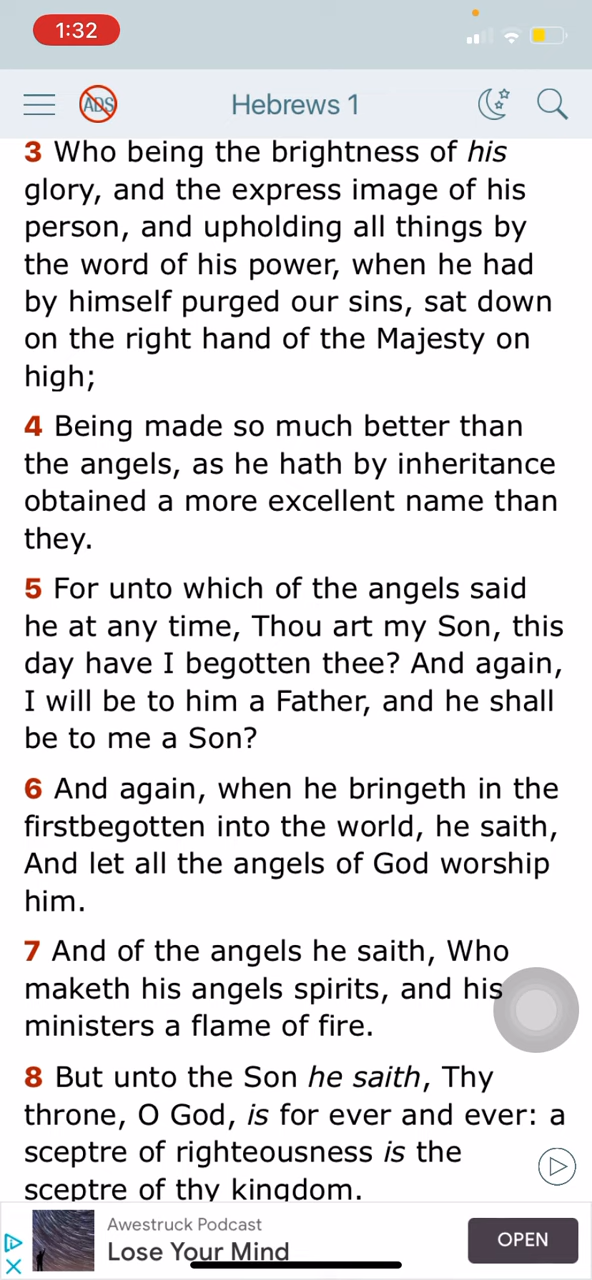 1:32
ADS
Hebrews 1
3 Who being the brightness of his
glory, and the express image of his
person, and upholding all things by
the word of his power, when he had
by himself purged our sins, sat down
on the right hand of the Majesty on
high;
4 Being made so much better than
the angels, as he hath by inheritance
obtained a more excellent name than
they.
5 For unto which of the angels said
he at any time, Thou art my Son, this
day have I begotten thee? And again,
I will be to him a Father, and he shall
be to me a Son?
6 And again, when he bringeth in the
firstbegotten into the world, he saith,
And let all the angels of God worship
him.
7 And of the angels he saith, Who
maketh his angels spirits, and his
ministers a flame of fire.
8 But unto the Son he saith, Thy
throne, O God, is for ever and ever: a
sceptre of righteousness is the
sceptre of thy kingdom.
Awestruck Podcast
Lose Your Mind
OPEN